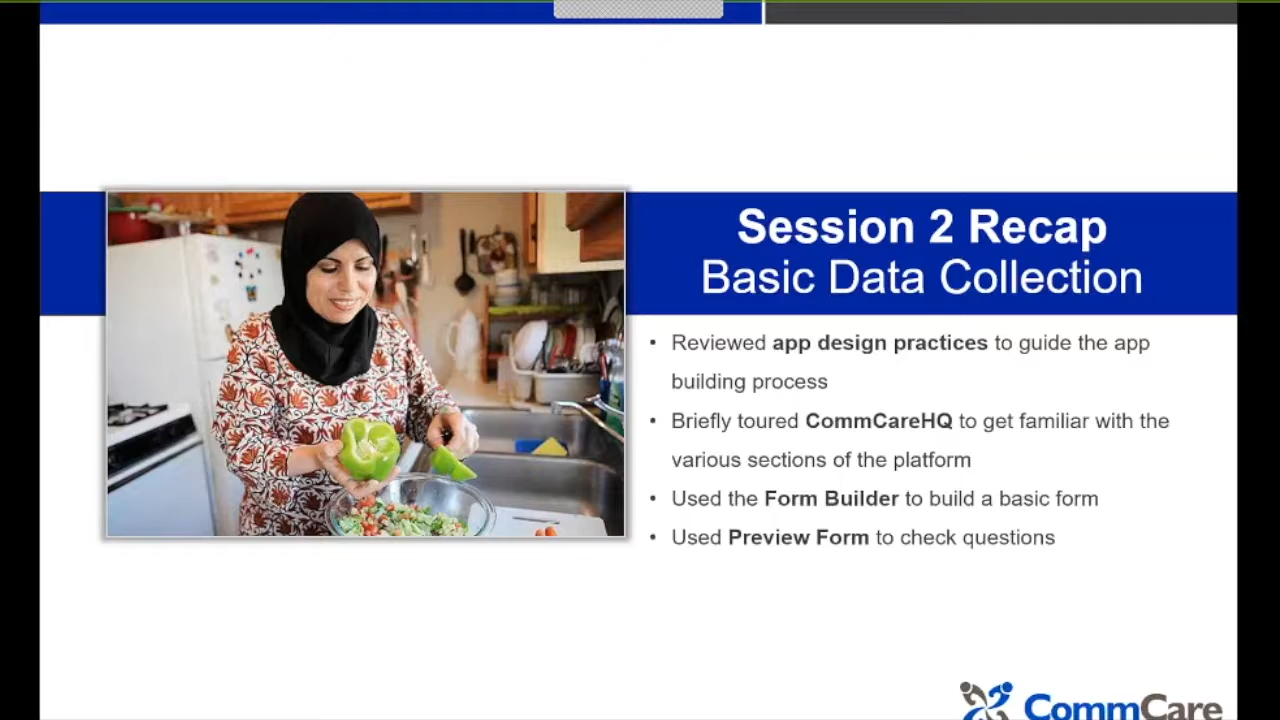 Session 2 Recap
Basic Data Collection
• Reviewed app design practices to guide the app
building process
• Briefly toured CommCareHQ to get familiar with the
various sections of the platform
• Used the Form Builder to build a basic form
• Used Preview Form to check questions
CommCare